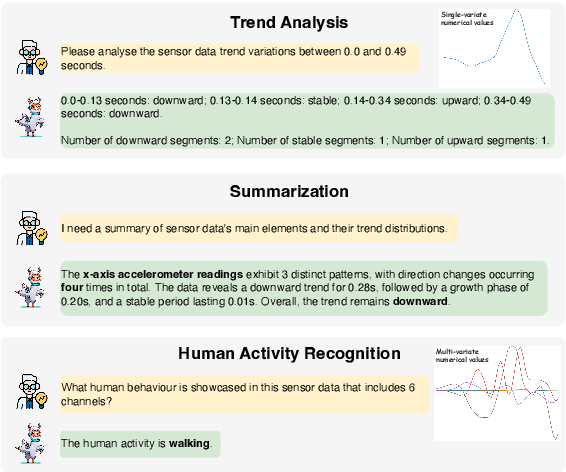 Trend Analysis
Single-variate
numerical values
Please analyse the sensor data trend variations between 0.0 and 0.49
seconds.
0.0-0.13 seconds: downward; 0.13-0.14 seconds: stable; 0.14-0.34 seconds: upward; 0.34-0.49
seconds: downward.
Number of downward segments: 2; Number of stable segments: 1; Number of upward segments: 1.
Summarization
I need a summary of sensor data's main elements and their trend distributions.
The x-axis accelerometer readings exhibit 3 distinct patterns, with direction changes occurring
four times in total. The data reveals a downward trend for 0.28s, followed by a growth phase of
0.20s, and a stable period lasting 0.01s. Overall, the trend remains downward.
Human Activity Recognition
Multi-variate
numerical values
What human behaviour is showcased in this sensor data that includes 6
channels?
The human activity is walking.